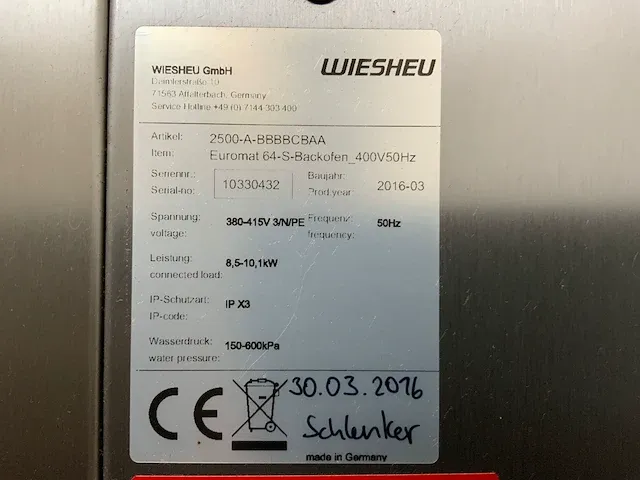 WIESHEU GmbH
WIESHEU
Daimlerstraße 10
71563 Affalterbach, Germany
Service Hotline +49 (0) 7144 303 400
Artikel: 2500-A-BBBBCBAA
Item: Euromat 64-S-Backofen_400V50Hz
Seriennr.: Baujahr:
Serial-no: 10330432 Prod.year: 2016-03
Spannung: 380-415V 3/N/PE Frequenz: 50Hz
voltage: frequency:
Leistung: 8,5-10,1kW
connected load:
IP-Schutzart: IP X3
IP-code:
Wasserdruck: 150-600kPa
water pressure:
CE
30.03.2016
Schlenker
made in Germany